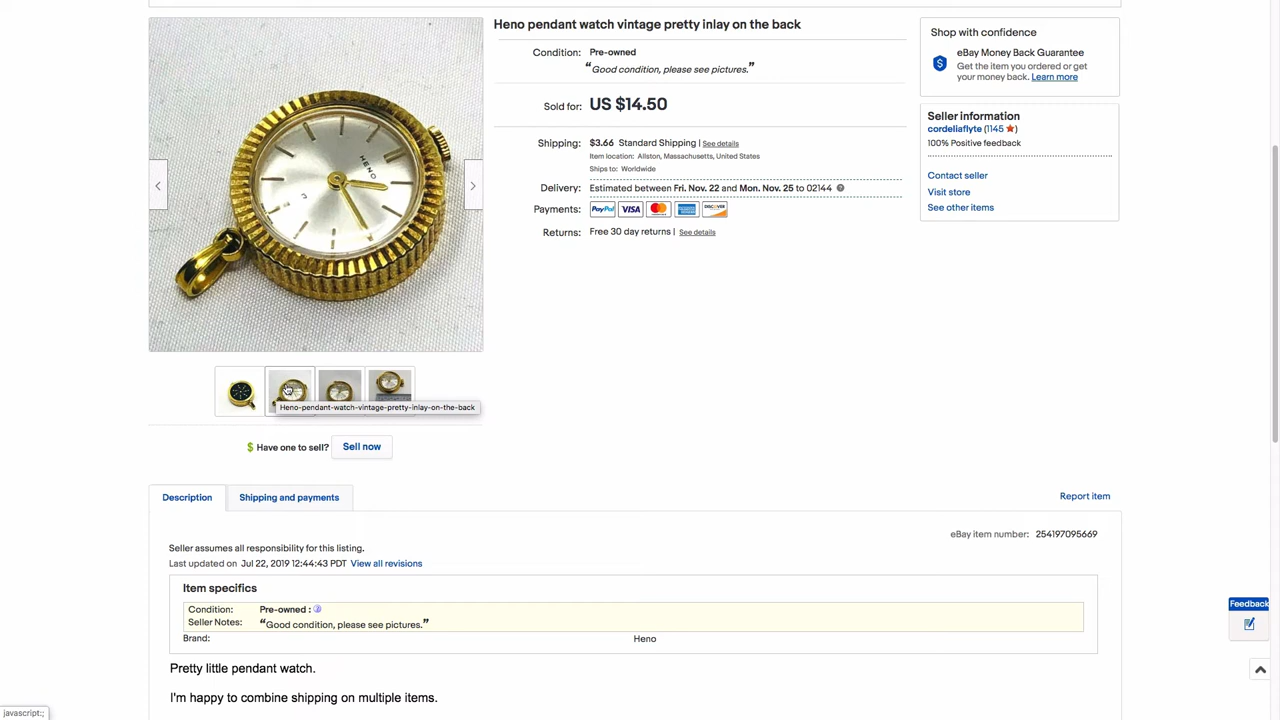 Heno pendant watch vintage pretty inlay on the back
Condition: Pre-owned
“Good condition, please see pictures.”
Sold for: US $14.50
Shipping: $3.66 Standard Shipping | See details
Item location: Allston, Massachusetts, United States
Ships to: Worldwide
Delivery: Estimated between Fri. Nov. 22 and Mon. Nov. 25 to 02144
Payments: PayPal VISA
Returns: Free 30 day returns | See details
Shop with confidence
eBay Money Back Guarantee
Get the item you ordered or get
your money back. Learn more
Seller information
cordeliaflyte (1145 ★)
100% Positive feedback
Contact seller
Visit store
See other items
HENO
Heno-pendant-watch-vintage-pretty-inlay-on-the-back
$ Have one to sell? Sell now
Description Shipping and payments Report item
eBay item number: 254197095669
Seller assumes all responsibility for this listing.
Last updated on Jul 22, 2019 12:44:43 PDT View all revisions
Item specifics
Condition: Pre-owned :
Seller Notes: “Good condition, please see pictures.”
Brand: Heno
Pretty little pendant watch.
I'm happy to combine shipping on multiple items.
Feedback
javascript:;